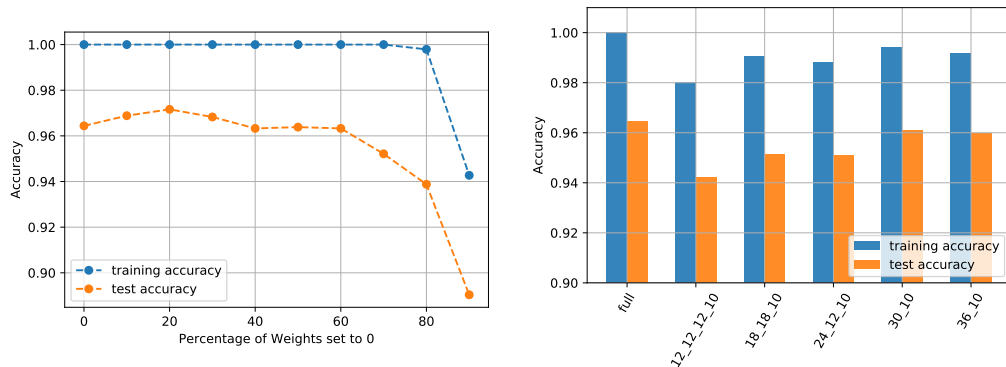 1.00
0.98
0.96
0.94
0.92
0.90
Accuracy
training accuracy
test accuracy
0
20
40
60
80
Percentage of Weights set to 0
1.00
0.98
0.96
0.94
0.92
0.90
Accuracy
training accuracy
test accuracy
full
12_12_12_10
18_18_10
24_12_10
30_10
36_10